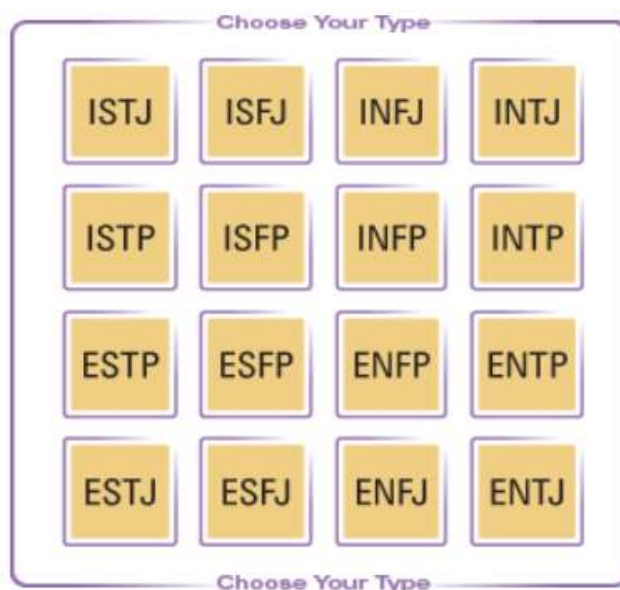 Choose Your Type
ISTJ ISFJ INFJ INTJ
ISTP ISFP INFP INTP
ESTP ESFP ENFP ENTP
ESTJ ESFJ ENFJ ENTJ
Choose Your Type